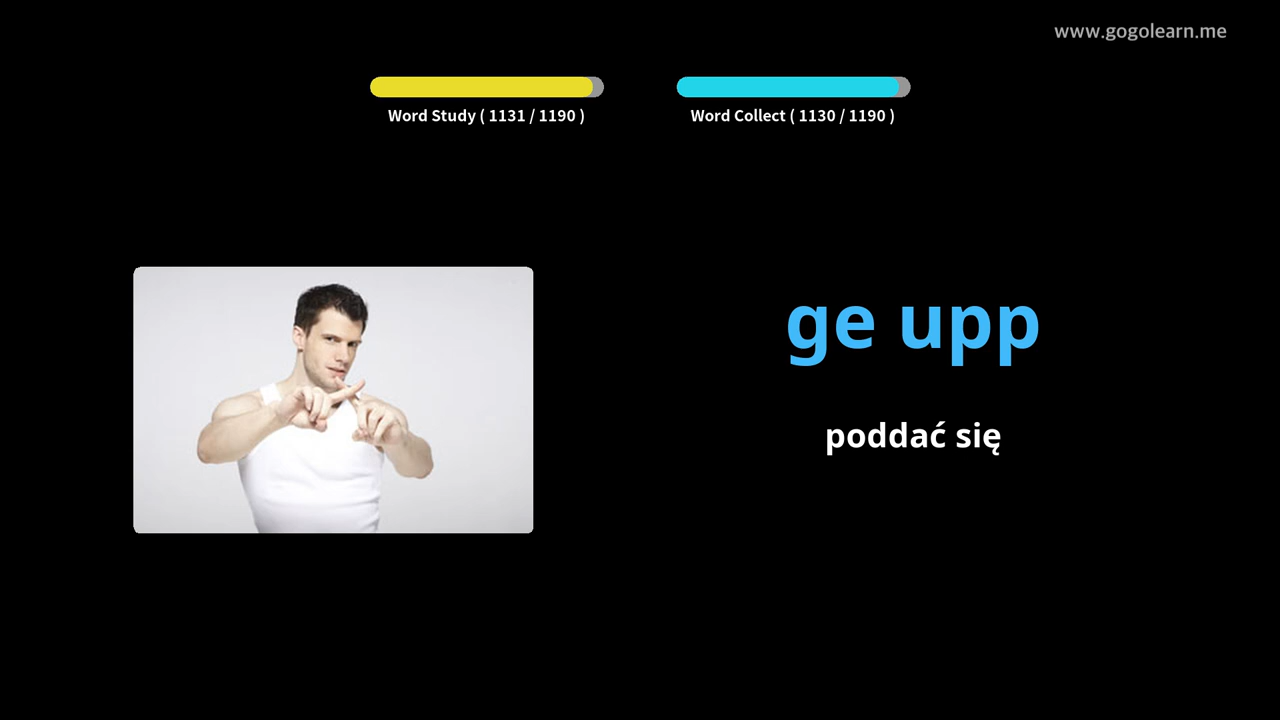 www.gogolearn.me
Word Study ( 1131 / 1190 )
Word Collect ( 1130 / 1190 )
ge upp
poddać się